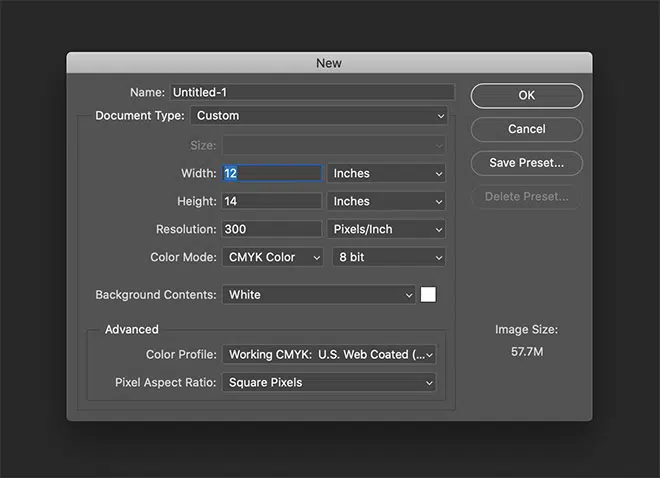 New
Name: Untitled-1
OK
Document Type: Custom
Cancel
Size:
Save Preset...
Width: 12 Inches
Delete Preset...
Height: 14 Inches
Resolution: 300 Pixels/Inch
Color Mode: CMYK Color 8 bit
Background Contents: White
Advanced
Image Size:
57.7M
Color Profile: Working CMYK: U.S. Web Coated (...
Pixel Aspect Ratio: Square Pixels